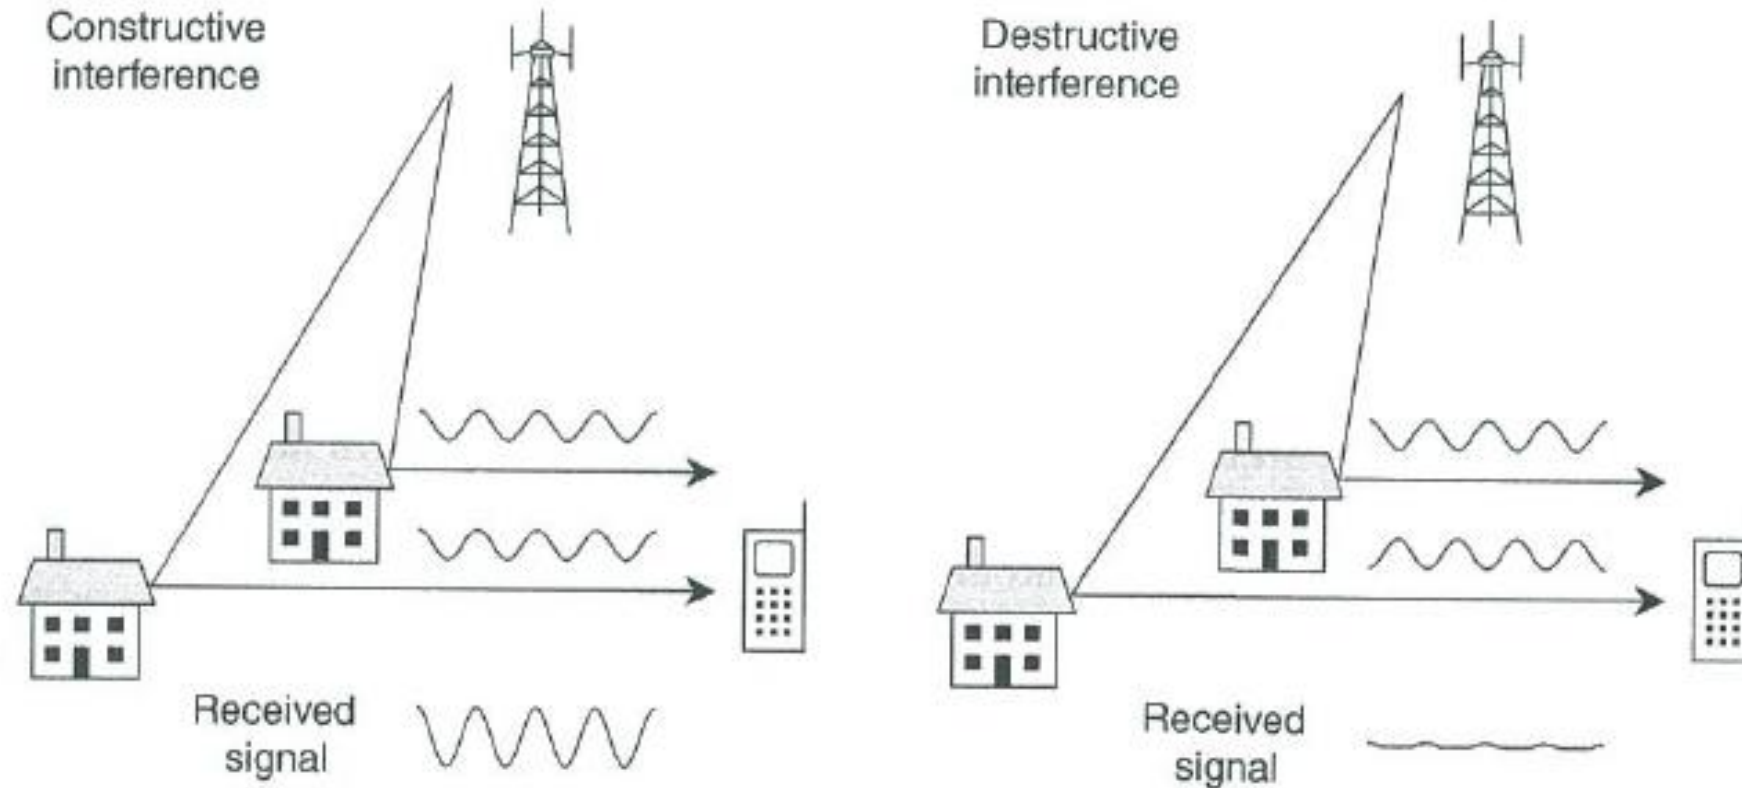 Constructive
interference
Destructive
interference
Received
signal
Received
signal